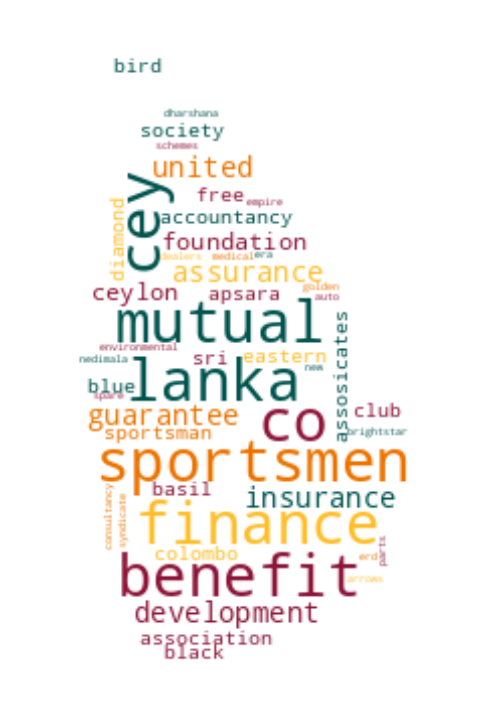 bird
dharshana
society
schemes
united
cey
free
empire
diamond
accountancy
foundation
dealers
medical
era
assurance
ceylon
apsara
golden
auto
mutual
assosicates
environmental
nedimala
sri
eastern
new
blue
lanka
spare
guarantee
co
club
sportsman
brightstar
sportsmen
consultancy
syndicate
basil
insurance
finance
colombo
erd
parts
benefit
arrows
development
association
black